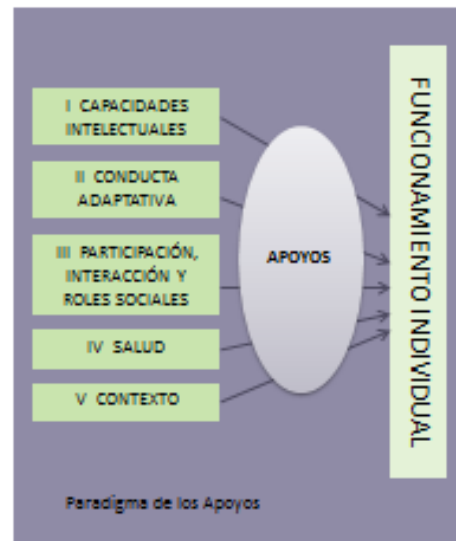 I CAPACIDADES
INTELECTUALES
II CONDUCTA
ADAPTATIVA
III PARTICIPACIÓN,
INTERACCIÓN Y
ROLES SOCIALES
IV SALUD
V CONTEXTO
APOYOS
FUNCIONAMIENTO INDIVIDUAL
Paradigma de los Apoyos